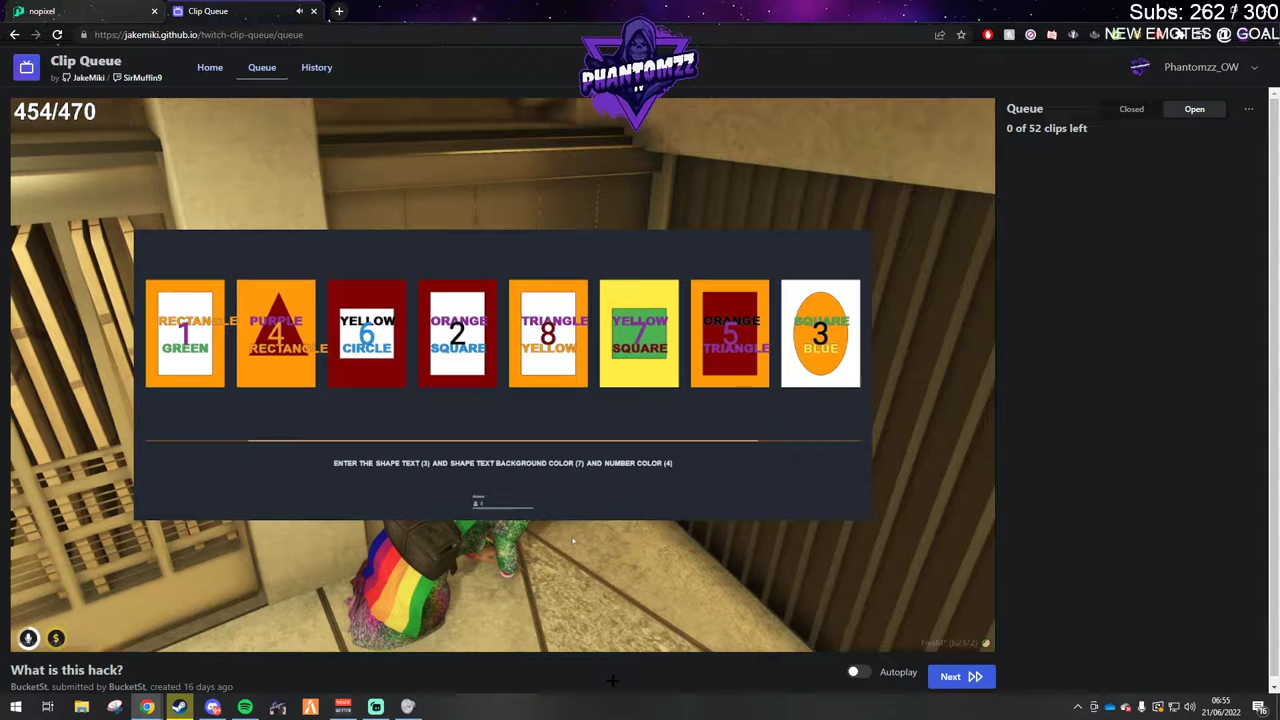 nopixel
Clip Queue
Subs: 262 / 300
https://jakemiki.github.io/twitch-clip-queue/queue
NEW EMOTES @ GOAL
Clip Queue
by JakeMiki / SirMuffin9
Home
Queue
History
PHANTOMZZ
OW
Phantomzz_OW
454/470
Queue
Closed
Open
0 of 52 clips left
RECTANGLE
1
GREEN
PURPLE
4
RECTANGLE
YELLOW
6
CIRCLE
ORANGE
2
SQUARE
TRIANGLE
8
YELLOW
YELLOW
7
SQUARE
ORANGE
5
TRIANGLE
SQUARE
3
BLUE
ENTER THE SHAPE TEXT (3) AND SHAPE TEXT BACKGROUND COLOR (7) AND NUMBER COLOR (4)
FiveM* (b2372)
What is this hack?
BucketSt, submitted by BucketSt, created 16 days ago
Autoplay
Next
06:55
21/06/2022
16